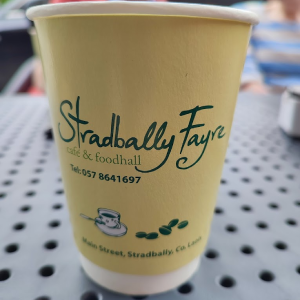 Stradbally Fayre
café & foodhall
Tel: 057 8641697
Main Street, Stradbally, Co. Laois